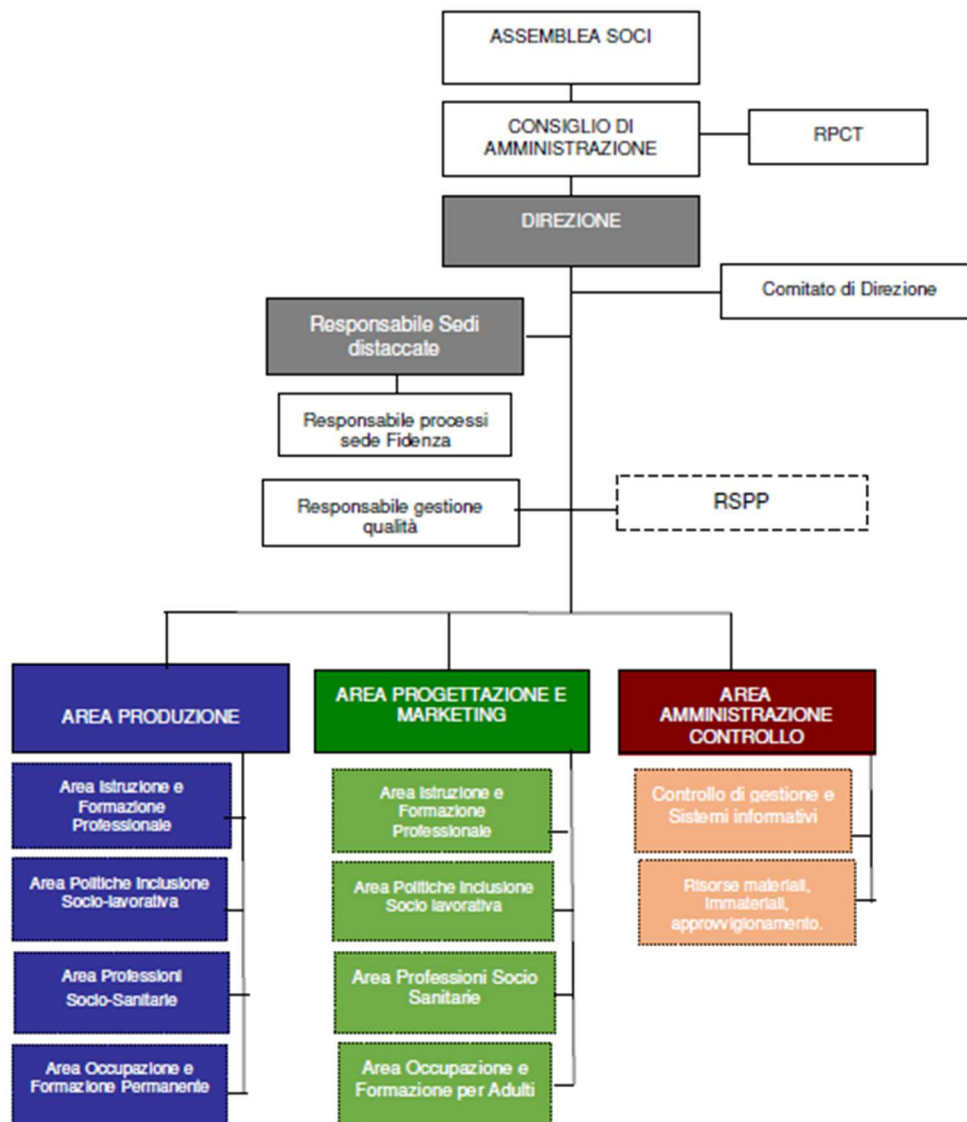 ASSEMBLEA SOCI
CONSIGLIO DI
AMMINISTRAZIONE
RPCT
DIREZIONE
Comitato di Direzione
Responsabile Sedi
distaccate
Responsabile processi
sede Fidenza
Responsabile gestione
qualità
RSPP
AREA PRODUZIONE
Area Istruzione e
Formazione
Professionale
Area Politiche Inclusione
Socio-lavorativa
Area Professioni
Socio-Sanitarie
Area Occupazione e
Formazione Permanente
AREA PROGETTAZIONE E
MARKETING
Area Istruzione e
Formazione
Professionale
Area Politiche Inclusione
Socio lavorativa
Area Professioni Socio
Sanitarie
Area Occupazione e
Formazione per Adulti
AREA
AMMINISTRAZIONE
CONTROLLO
Controllo di gestione e
Sistemi informativi
Risorse materiali,
immateriali,
approvvigionamento.